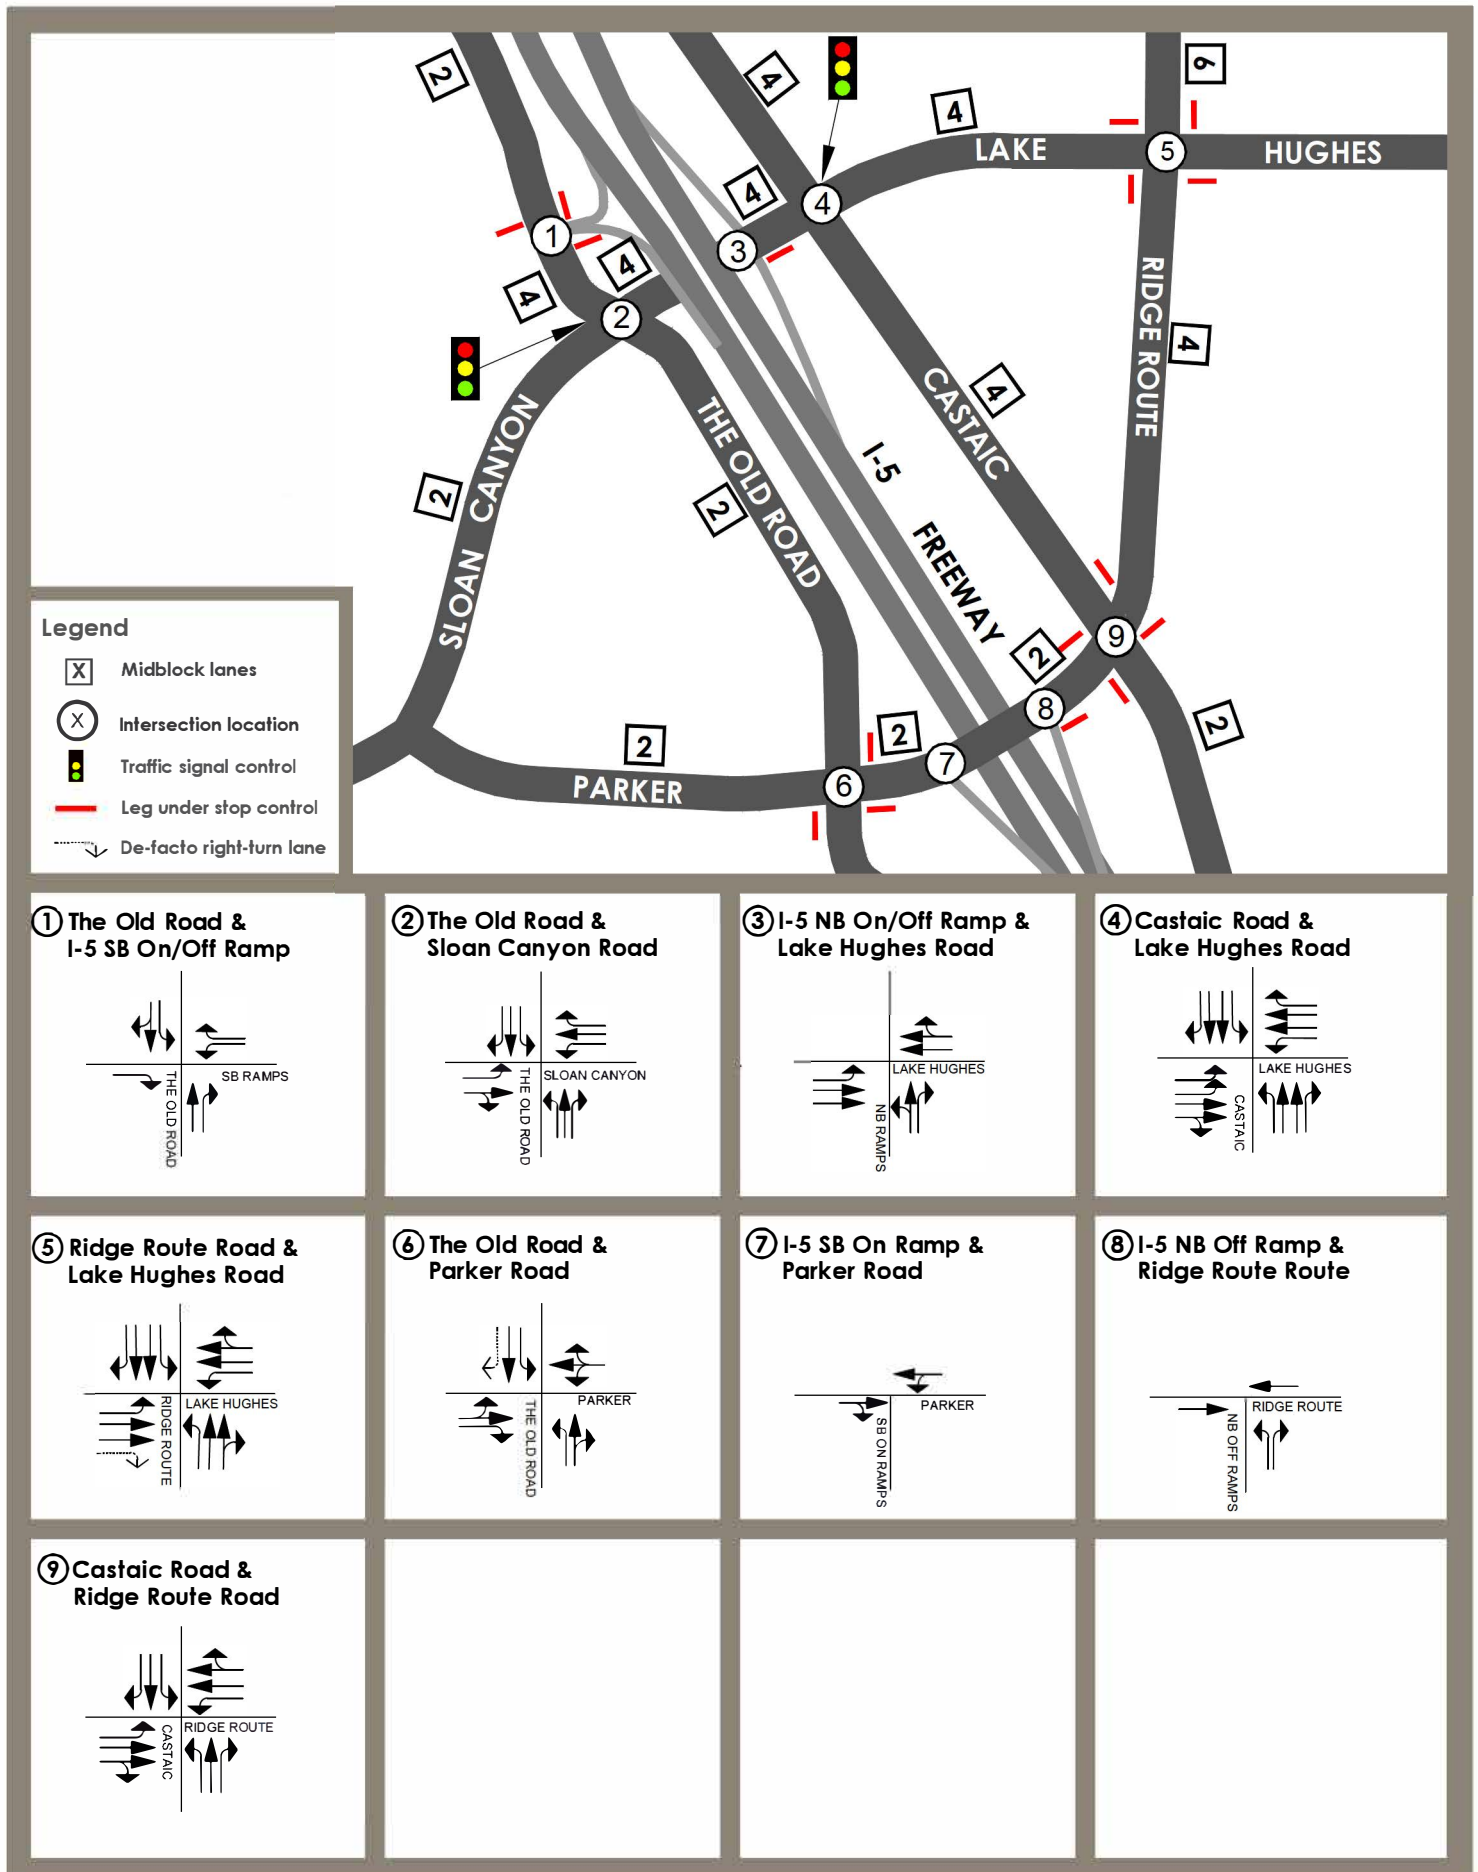 2
4
4
6
LAKE
HUGHES
5
4
4
1
3
4
2
4
2
4
RIDGE ROUTE
4
CASTAIC
4
SLOAN CANYON
2
THE OLD ROAD
2
I-5 FREEWAY
9
2
8
2
7
6
2
PARKER
2
Legend
X Midblock lanes
X Intersection location
Traffic signal control
Leg under stop control
De-facto right-turn lane
1 The Old Road &
I-5 SB On/Off Ramp
SB RAMPS
THE OLD ROAD
2 The Old Road &
Sloan Canyon Road
SLOAN CANYON
THE OLD ROAD
3 I-5 NB On/Off Ramp &
Lake Hughes Road
LAKE HUGHES
NB RAMPS
4 Castaic Road &
Lake Hughes Road
LAKE HUGHES
CASTAIC
5 Ridge Route Road &
Lake Hughes Road
LAKE HUGHES
RIDGE ROUTE
6 The Old Road &
Parker Road
PARKER
THE OLD ROAD
7 I-5 SB On Ramp &
Parker Road
PARKER
SB ON RAMPS
8 I-5 NB Off Ramp &
Ridge Route Route
RIDGE ROUTE
NB OFF RAMPS
9 Castaic Road &
Ridge Route Road
RIDGE ROUTE
CASTAIC